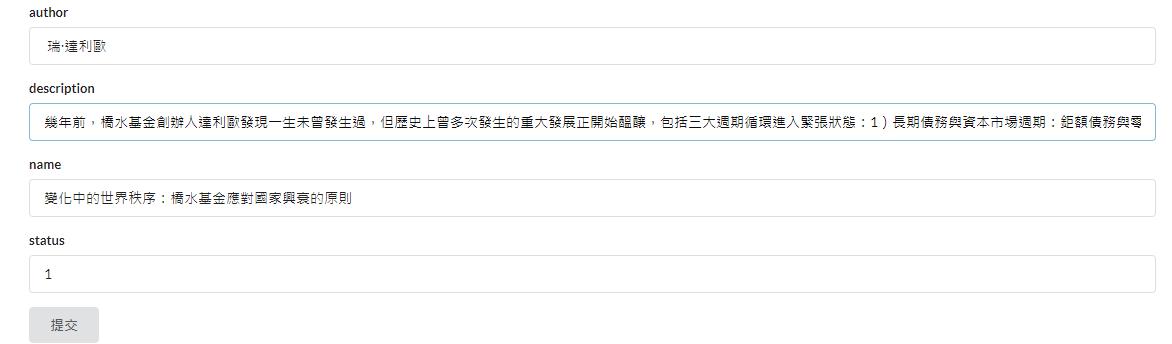 author
瑞·達利歐
description
幾年前，橋水基金創辦人達利歐發現一生未曾發生過，但歷史上曾多次發生的重大發展正開始醞釀，包括三大週期循環進入緊張狀態：1）長期債務與資本市場週期：鉅額債務與零
name
變化中的世界秩序：橋水基金應對國家興衰的原則
status
1
提交